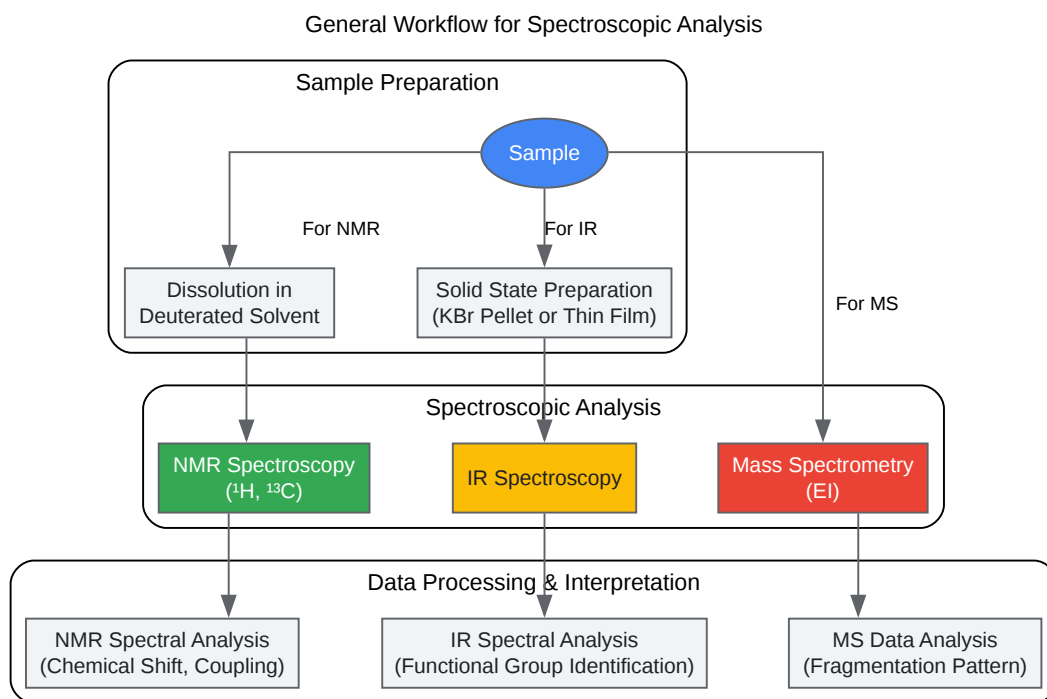 General Workflow for Spectroscopic Analysis
Sample Preparation
Sample
For NMR
For IR
Dissolution in
Deuterated Solvent
Solid State Preparation
(KBr Pellet or Thin Film)
For MS
Spectroscopic Analysis
NMR Spectroscopy
(¹H, ¹³C)
IR Spectroscopy
Mass Spectrometry
(EI)
Data Processing & Interpretation
NMR Spectral Analysis
(Chemical Shift, Coupling)
IR Spectral Analysis
(Functional Group Identification)
MS Data Analysis
(Fragmentation Pattern)